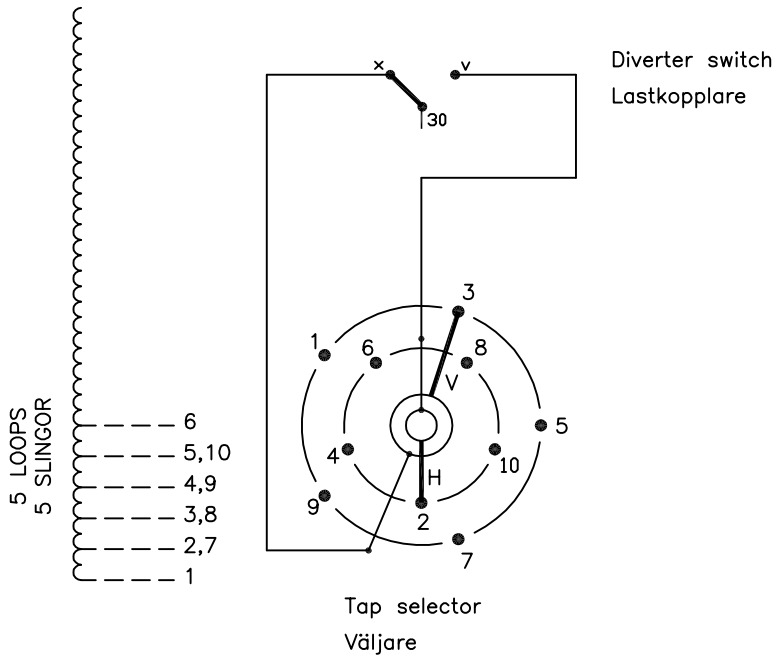 x
v
30
Diverter switch
Lastkopplare
3
1
6
8
V
5
4
10
H
9
2
7
5 LOOPS
5 SLINGOR
6
5,10
4,9
3,8
2,7
1
Tap selector
Väljare